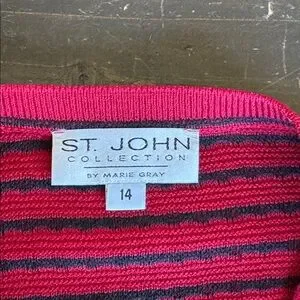 ST. JOHN
COLLECTION
BY MARIE GRAY
14